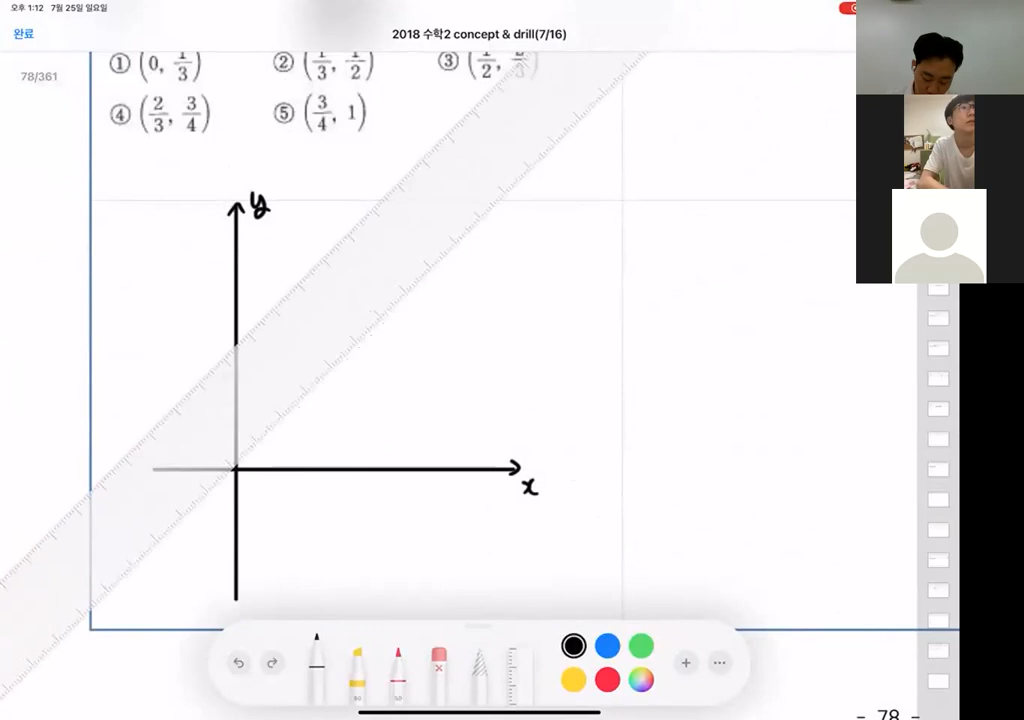 오후 1:12 7월 25일 일요일
완료 2018 수학2 concept & drill(7/16)
78/361
① (0, 1/3) ② (1/3, 1/2) ③ (1/2, 2/3)
④ (2/3, 3/4) ⑤ (3/4, 1)
y
x
- 78 -